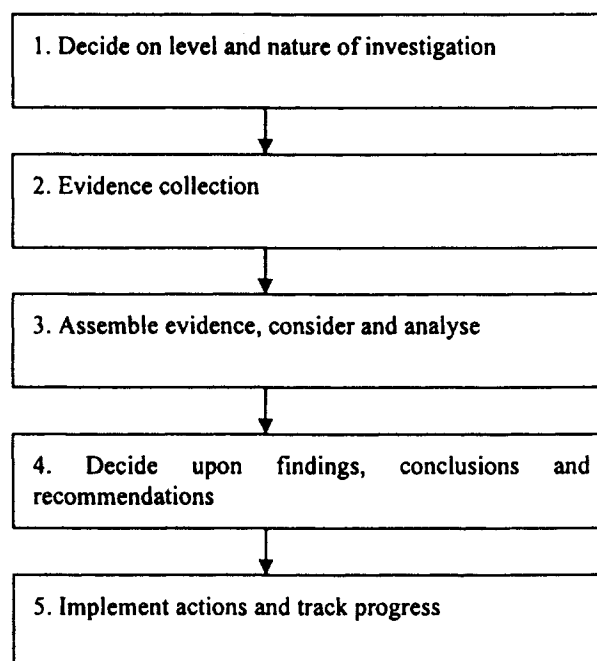 1. Decide on level and nature of investigation
2. Evidence collection
3. Assemble evidence, consider and analyse
4. Decide upon findings, conclusions and
recommendations
5. Implement actions and track progress